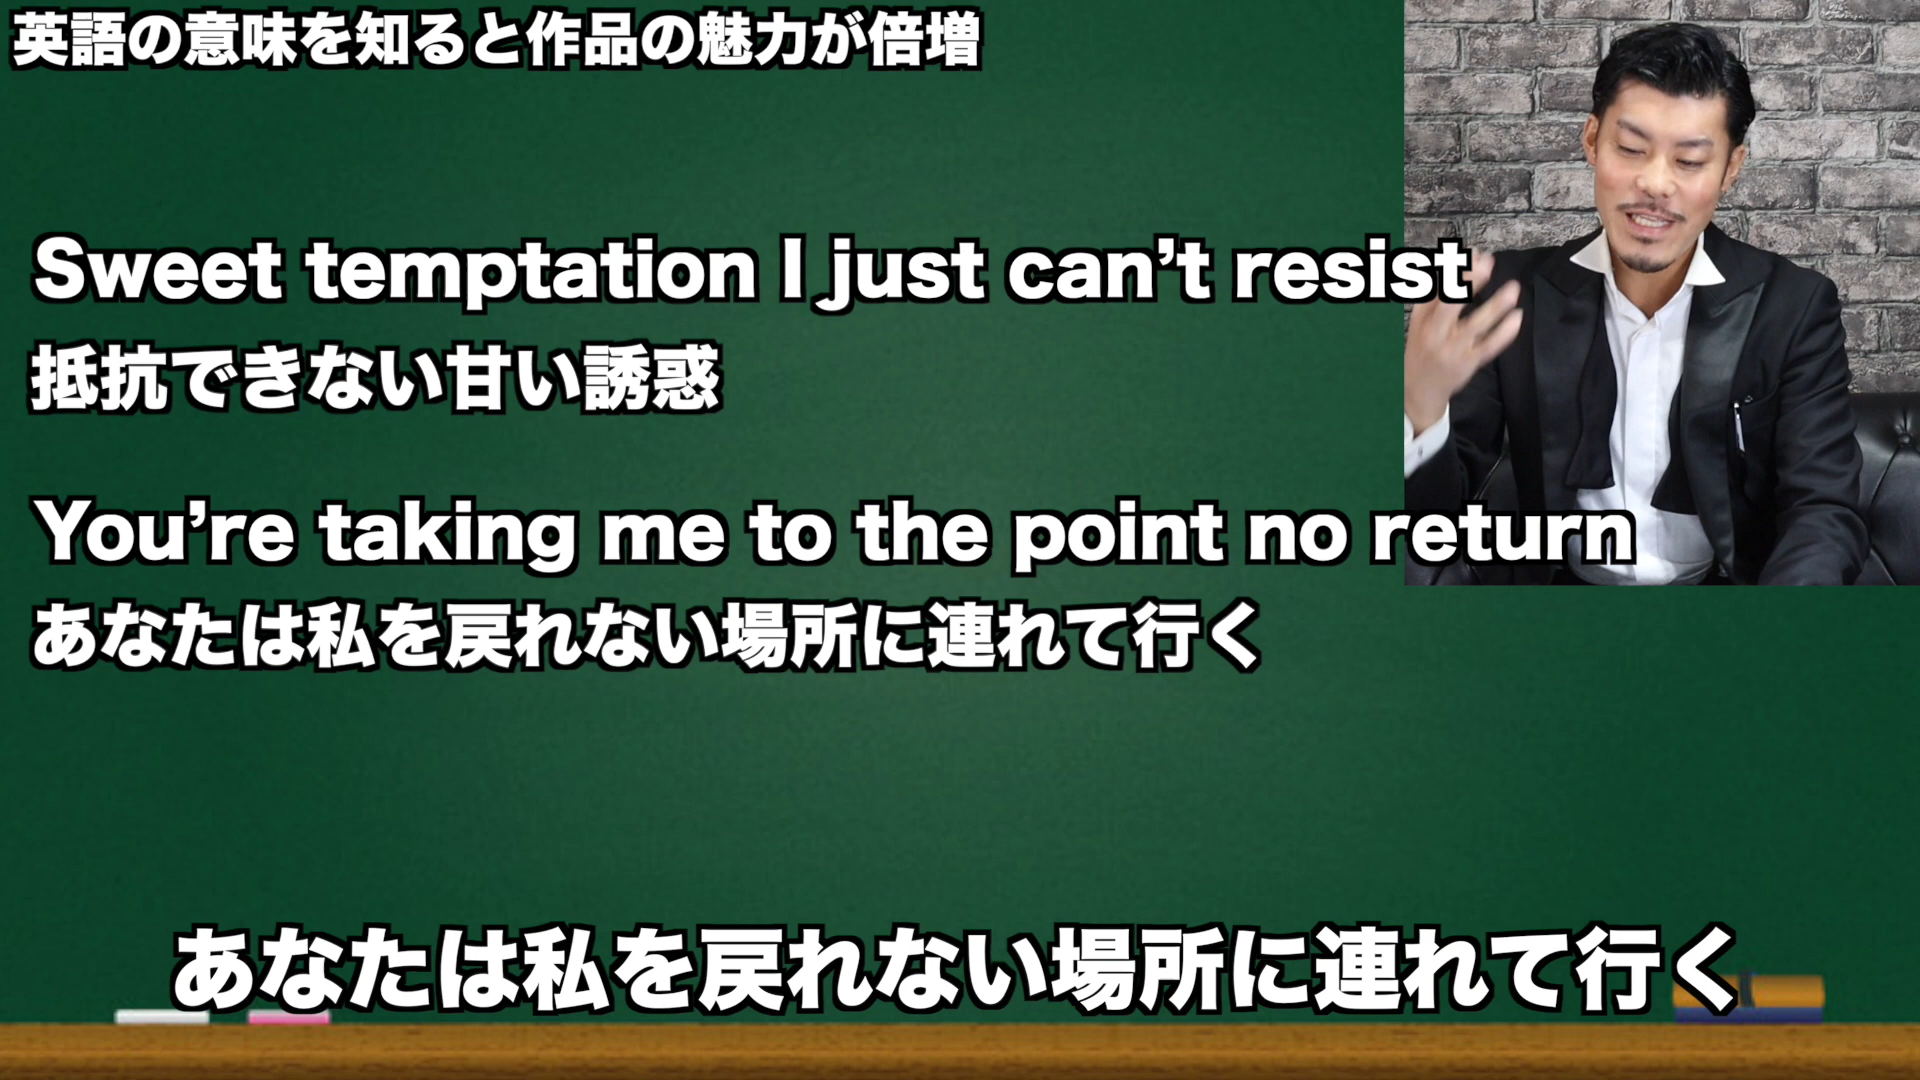 英語の意味を知ると作品の魅力が倍増
Sweet temptation I just can’t resist
抵抗できない甘い誘惑
You’re taking me to the point no return
あなたは私を戻れない場所に連れて行く
あなたは私を戻れない場所に連れて行く